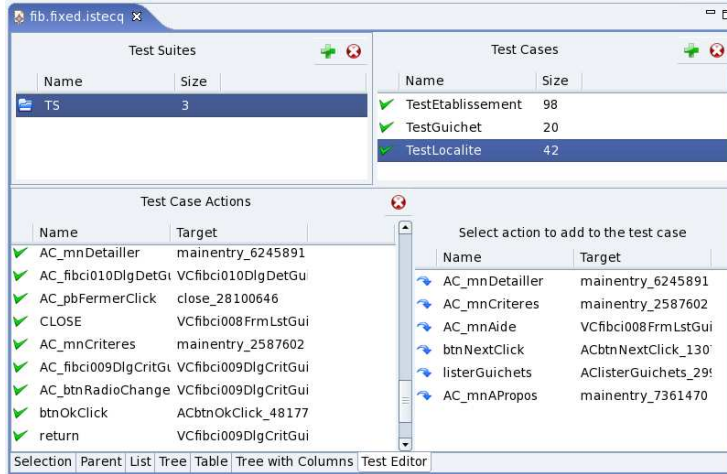 fib.fixed.istecq
Test Suites
Name Size
TS 3
Test Cases
Name Size
TestEtablissement 98
TestGuichet 20
TestLocalite 42
Test Case Actions
Name Target
AC_mnDetailler mainentry_6245891
AC_fibci010DlgDetGu VCfibci010DlgDetGui
AC_pbFermerClick close_28100646
CLOSE VCfibci008FrmLstGui
AC_mnCriteres mainentry_2587602
AC_fibci009DlgCritGu VCfibci009DlgCritGui
AC_btnRadioChange VCfibci009DlgCritGui
btnOkClick ACbtnOkClick_48177
return VCfibci009DlgCritGui
Select action to add to the test case
Name Target
AC_mnDetailler mainentry_6245891
AC_mnCriteres mainentry_2587602
AC_mnAide VCfibci008FrmLstGui
btnNextClick ACbtnNextClick_130
listerGuichets AClisterGuichets_299
AC_mnAPropos mainentry_7361470
Selection Parent List Tree Table Tree with Columns Test Editor